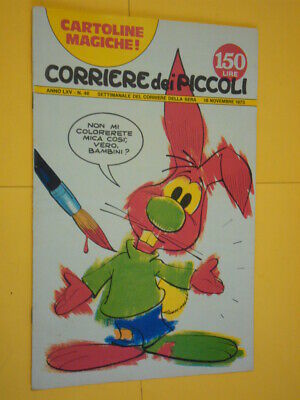 CARTOLINE
MAGICHE!
150
LIRE
CORRIERE dei PICCOLI
ANNO LXV - N. 46
SETTIMANALE DEL CORRIERE DELLA SERA
18 NOVEMBRE 1973
NON MI
COLORERETE
MICA COSÌ,
VERO,
BAMBINI?